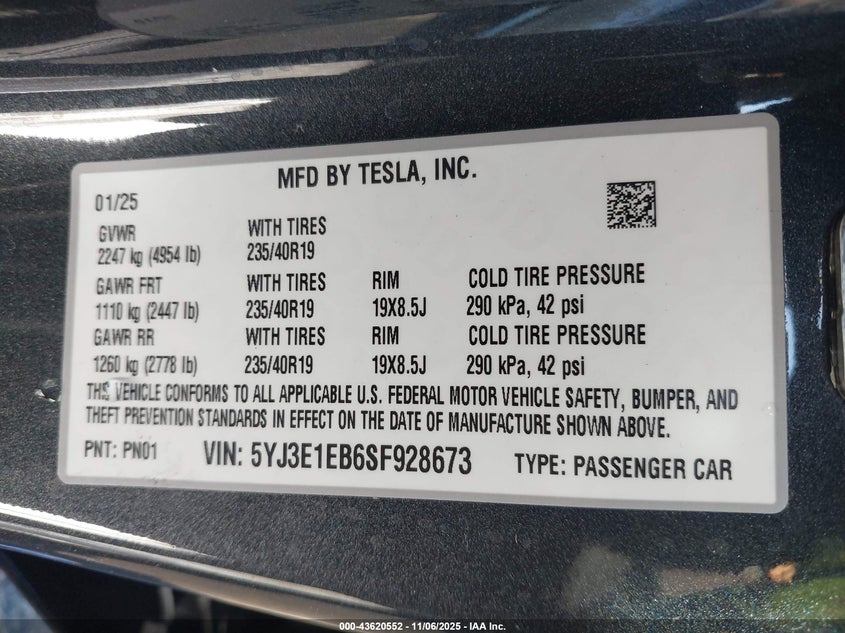 MFD BY TESLA, INC.
01/25
GVWR WITH TIRES
2247 kg (4954 lb) 235/40R19
GAWR FRT WITH TIRES RIM COLD TIRE PRESSURE
1110 kg (2447 lb) 235/40R19 19X8.5J 290 kPa, 42 psi
GAWR RR WITH TIRES RIM COLD TIRE PRESSURE
1260 kg (2778 lb) 235/40R19 19X8.5J 290 kPa, 42 psi
THIS VEHICLE CONFORMS TO ALL APPLICABLE U.S. FEDERAL MOTOR VEHICLE SAFETY, BUMPER, AND
THEFT PREVENTION STANDARDS IN EFFECT ON THE DATE OF MANUFACTURE SHOWN ABOVE.
PNT: PN01 VIN: 5YJ3E1EB6SF928673 TYPE: PASSENGER CAR
000-43620552 - 11/06/2025 - IAA Inc.